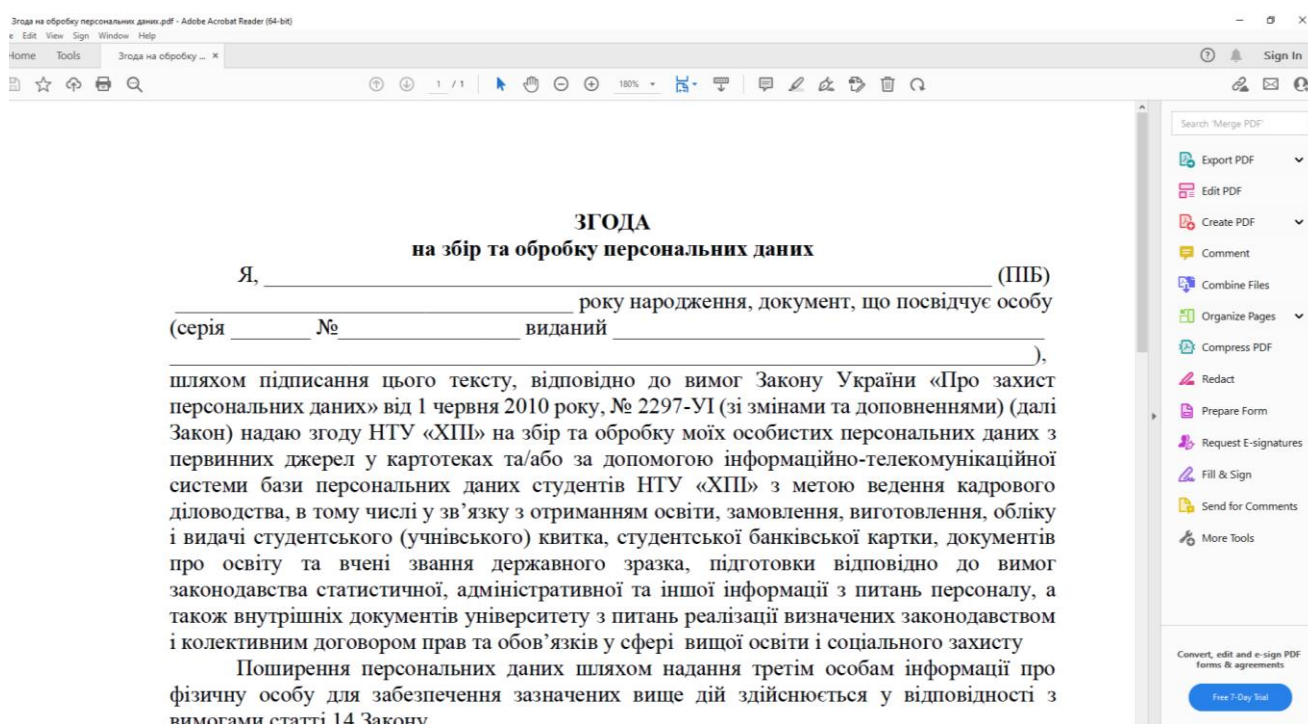 Згода на обробку персональних даних.pdf - Adobe Acrobat Reader (64-bit)
e Edit View Sign Window Help
Home Tools Згода на обробку ... ×
Sign In
1 / 1 180%
Search 'Merge PDF'
Export PDF
Edit PDF
Create PDF
Comment
Combine Files
Organize Pages
Compress PDF
Redact
Prepare Form
Request E-signatures
Fill & Sign
Send for Comments
More Tools
Convert, edit and e-sign PDF
forms & agreements
Free 7-Day Trial
ЗГОДА
на збір та обробку персональних даних
Я, ________ (ПІБ)
________ року народження, документ, що посвідчує особу
(серія ________ №________ виданий ________
________),
шляхом підписання цього тексту, відповідно до вимог Закону України «Про захист
персональних даних» від 1 червня 2010 року, № 2297-УІ (зі змінами та доповненнями) (далі
Закон) надаю згоду НТУ «ХПІ» на збір та обробку моїх особистих персональних даних з
первинних джерел у картотеках та/або за допомогою інформаційно-телекомунікаційної
системи бази персональних даних студентів НТУ «ХПІ» з метою ведення кадрового
діловодства, в тому числі у зв’язку з отриманням освіти, замовлення, виготовлення, обліку
і видачі студентського (учнівського) квитка, студентської банківської картки, документів
про освіту та вчені звання державного зразка, підготовки відповідно до вимог
законодавства статистичної, адміністративної та іншої інформації з питань персоналу, а
також внутрішніх документів університету з питань реалізації визначених законодавством
і колективним договором прав та обов’язків у сфері вищої освіти і соціального захисту
Поширення персональних даних шляхом надання третім особам інформації про
фізичну особу для забезпечення зазначених вище дій здійснюється у відповідності з
вимогами статті 14 Закону